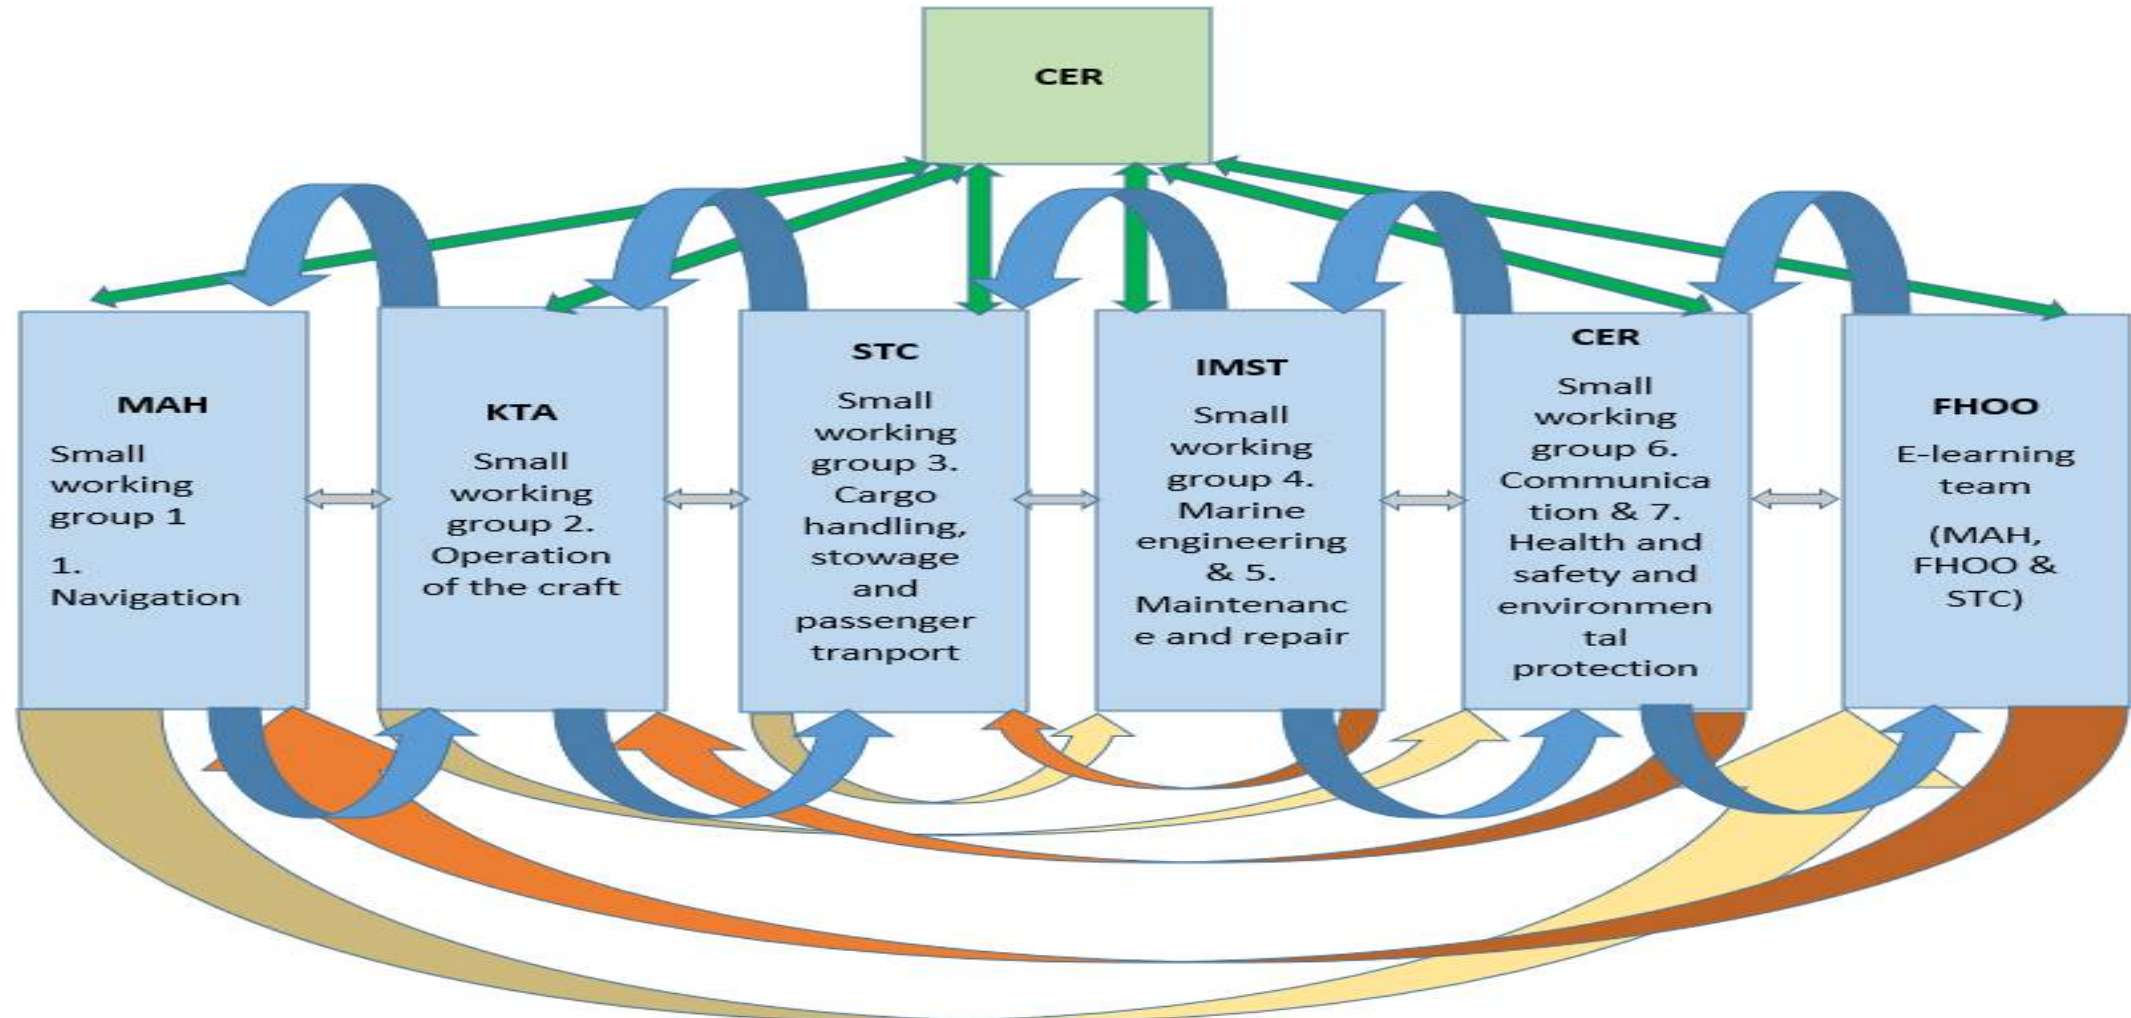 CER
MAH
Small
working
group 1
1.
Navigation
KTA
Small
working
group 2.
Operation
of the craft
STC
Small
working
group 3.
Cargo
handling,
stowage
and
passenger
tranport
IMST
Small
working
group 4.
Marine
engineering
& 5.
Maintenanc
e and repair
CER
Small
working
group 6.
Communica
tion & 7.
Health and
safety and
environmen
tal
protection
FHOO
E-learning
team
(MAH,
FHOO &
STC)